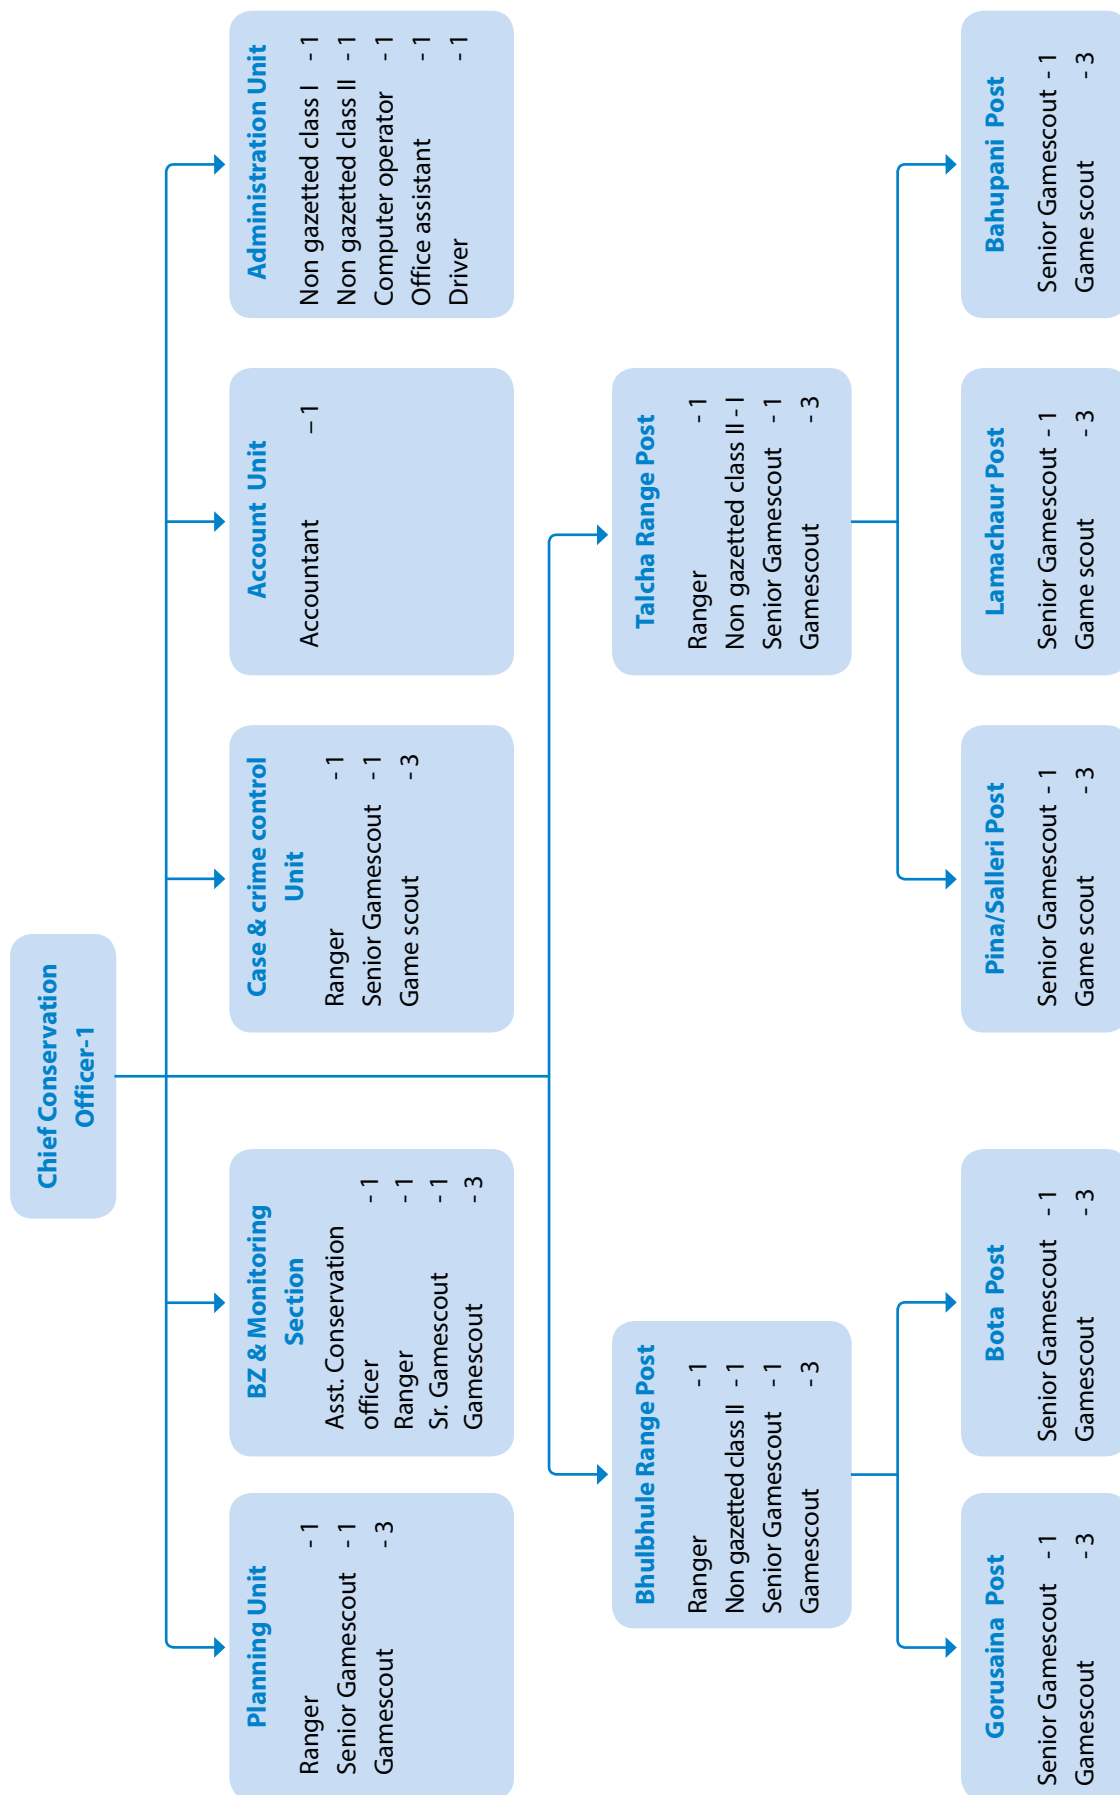 Chief Conservation
Officer-1
Planning Unit
Ranger - 1
Senior Gamescout - 1
Gamescout - 3
BZ & Monitoring
Section
Asst. Conservation
officer - 1
Ranger - 1
Sr. Gamescout - 1
Gamescout - 3
Case & crime control
Unit
Ranger - 1
Senior Gamescout - 1
Game scout - 3
Account Unit
Accountant – 1
Administration Unit
Non gazetted class I - 1
Non gazetted class II - 1
Computer operator - 1
Office assistant - 1
Driver - 1
Bhulbhule Range Post
Ranger - 1
Non gazetted class II - 1
Senior Gamescout - 1
Gamescout - 3
Talcha Range Post
Ranger - 1
Non gazetted class II - I
Senior Gamescout - 1
Gamescout - 3
Gorusaina Post
Senior Gamescout - 1
Gamescout - 3
Bota Post
Senior Gamescout - 1
Gamescout - 3
Pina/Salleri Post
Senior Gamescout - 1
Game scout - 3
Lamachaur Post
Senior Gamescout - 1
Game scout - 3
Bahupani Post
Senior Gamescout - 1
Game scout - 3